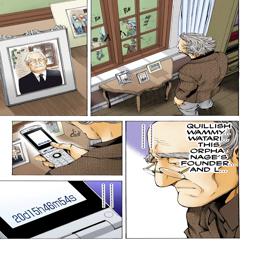 QUILLISH
WAMMY...
WATARI...
THIS
ORPHA-
NAGE'S
FOUNDER...
AND L...
20d15h46m54s